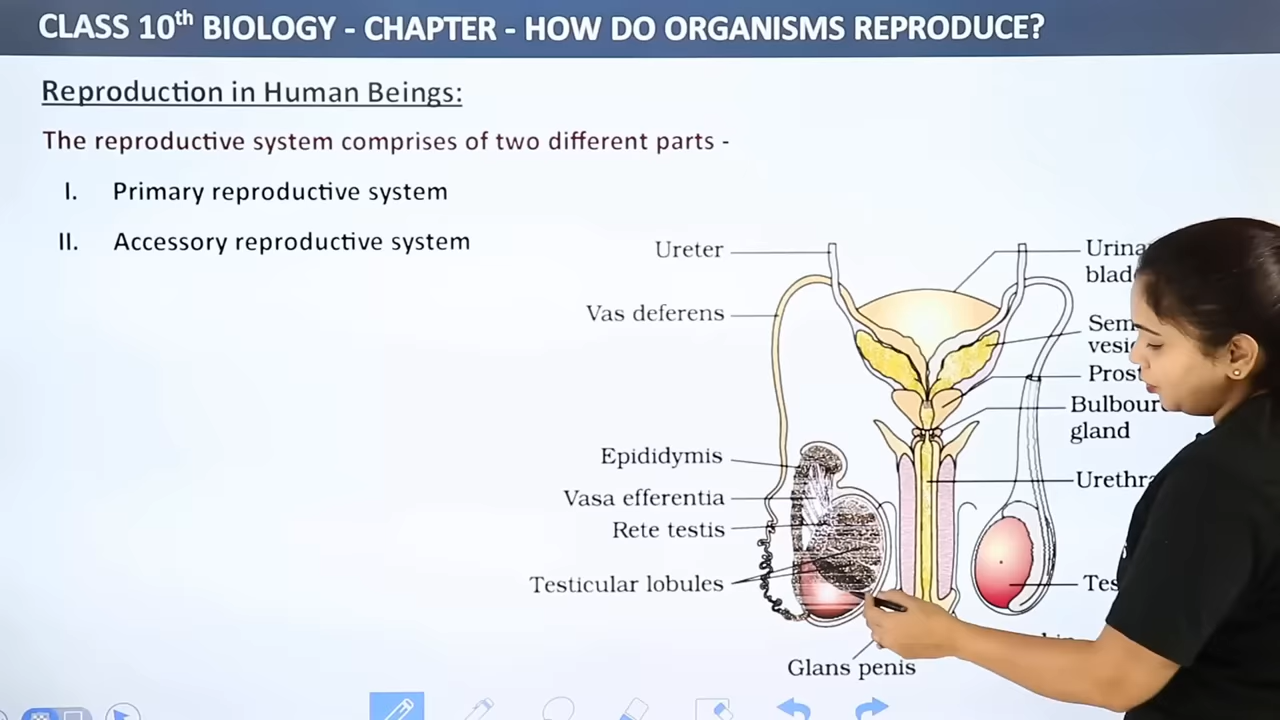 CLASS 10th BIOLOGY - CHAPTER - HOW DO ORGANISMS REPRODUCE?
Reproduction in Human Beings:
The reproductive system comprises of two different parts -
I. Primary reproductive system
II. Accessory reproductive system
Ureter
Vas deferens
Epididymis
Vasa efferentia
Rete testis
Testicular lobules
Glans penis
gland